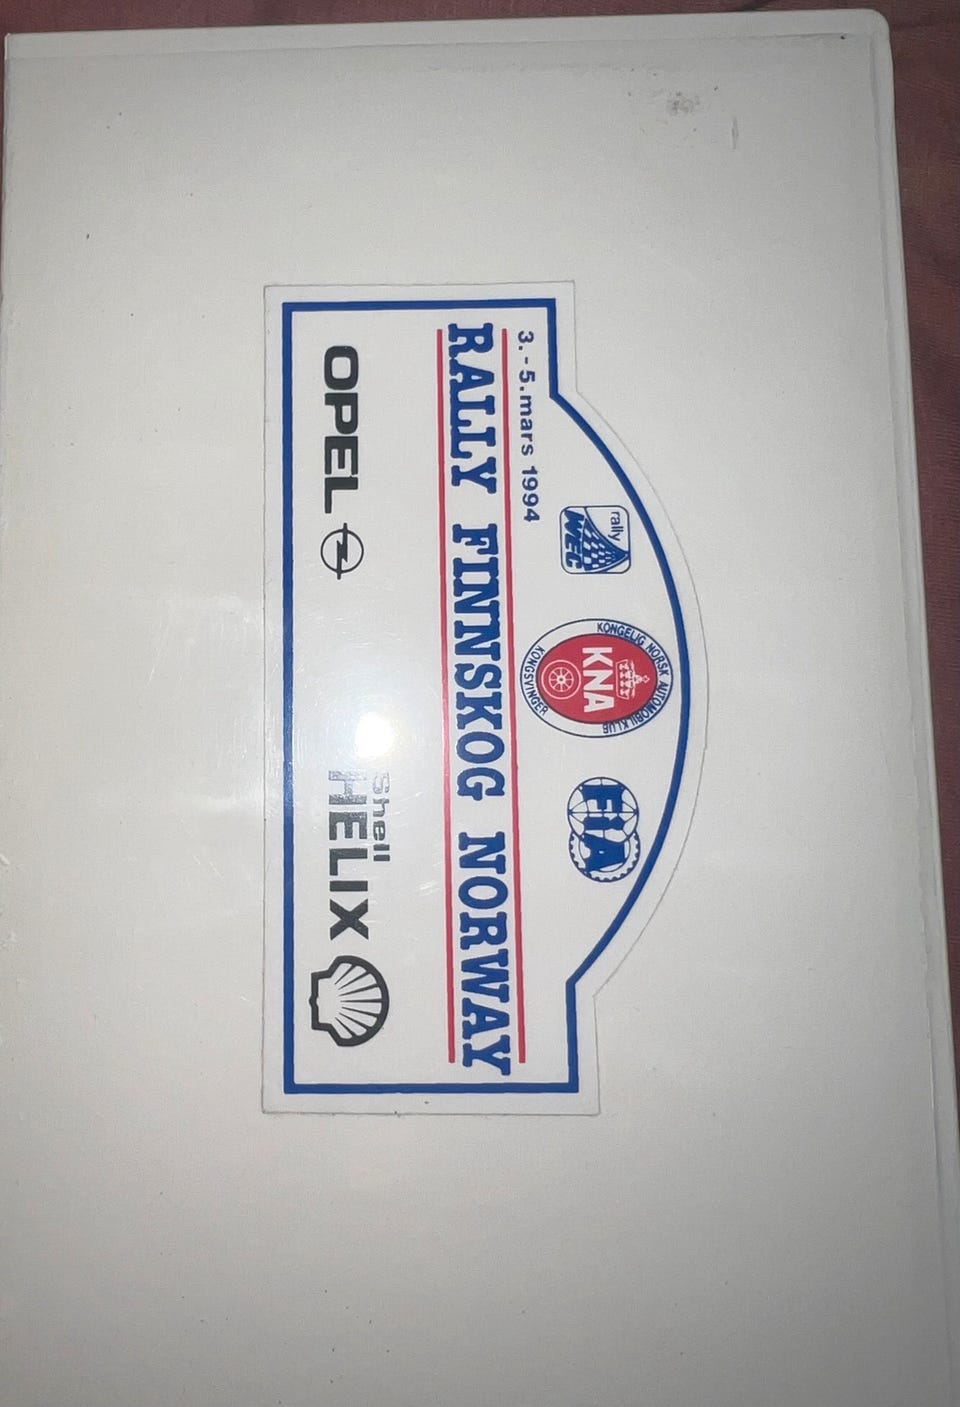 rally
WEC
KONGELIG NORSK AUTOMOBILKLUB
KNA
KONGSVINGER
FIA
3.-5.mars 1994
RALLY FINNSKOG NORWAY
OPEL
Shell
HELIX